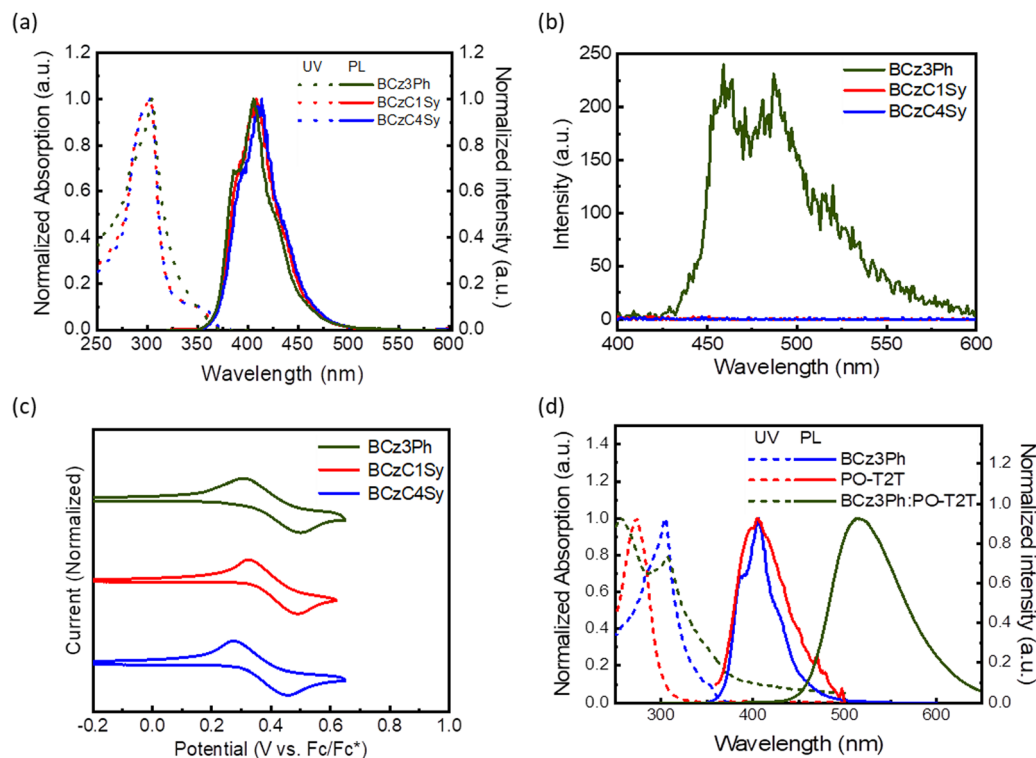 (a)
Normalized Absorption (a.u.)
1.2
1.0
0.8
0.6
0.4
0.2
0.0
UV PL
BCz3Ph
BCzC1Sy
BCzC4Sy
1.2
1.0
0.8
0.6
0.4
0.2
0.0
Normalized intensity
(a.u.)
250 300 350 400 450 500 550 600
Wavelength (nm)
(b)
Intensity (a.u.)
250
200
150
100
50
0
BCz3Ph
BCzC1Sy
BCzC4Sy
400 450 500 550 600
Wavelength (nm)
(c)
Current (Normalized)
BCz3Ph
BCzC1Sy
BCzC4Sy
-0.2 0.0 0.2 0.4 0.6 0.8 1.0
Potential (V vs. Fc/Fc*)
(d)
Normalized Absorption (a.u.)
1.4
1.2
1.0
0.8
0.6
0.4
0.2
0.0
UV PL
BCz3Ph
PO-T2T
BCz3Ph:PO-T2T
1.2
1.0
0.8
0.6
0.4
0.2
0.0
Normalized intensity
(a.u.)
300 400 500 600
Wavelength (nm)